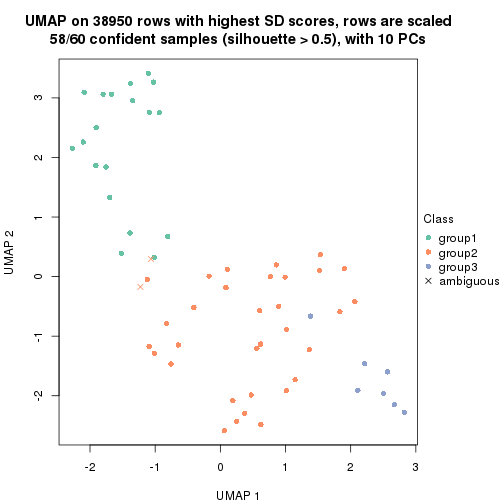 UMAP on 38950 rows with highest SD scores, rows are scaled
58/60 confident samples (silhouette > 0.5), with 10 PCs
3
2
1
0
-1
-2
UMAP 2
-2
-1
0
1
2
3
UMAP 1
Class
group1
group2
group3
ambiguous